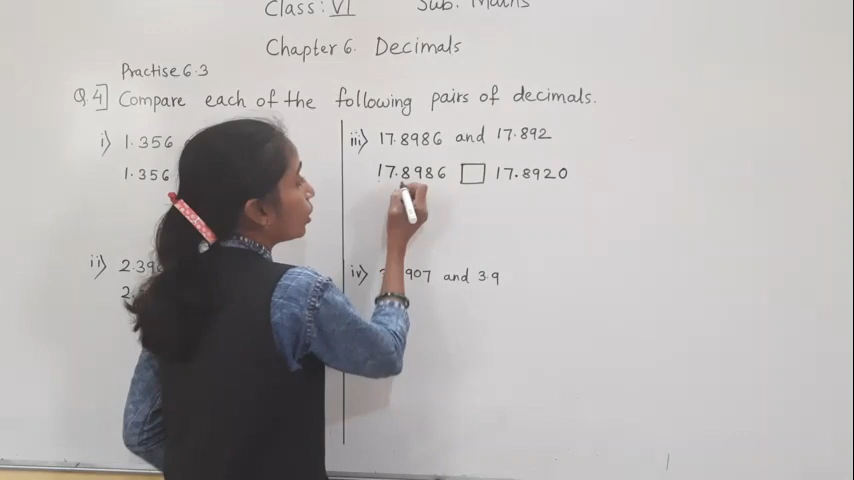 Class: VI Sub. Maths
Chapter 6. Decimals
Practise 6.3
Q.4] Compare each of the following pairs of decimals.
i) 1.356
1.356
ii) 2.39
2.
iii) 17.8986 and 17.892
17.8986 17.8920
iv) 907 and 3.9